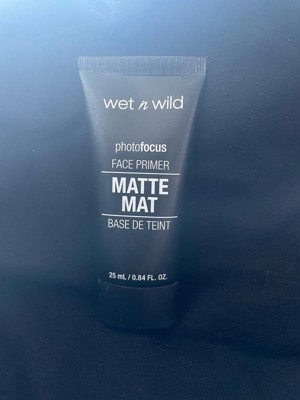 wet n wild
photofocus
FACE PRIMER
MATTE
MAT
BASE DE TEINT
25 mL / 0.84 FL. OZ.